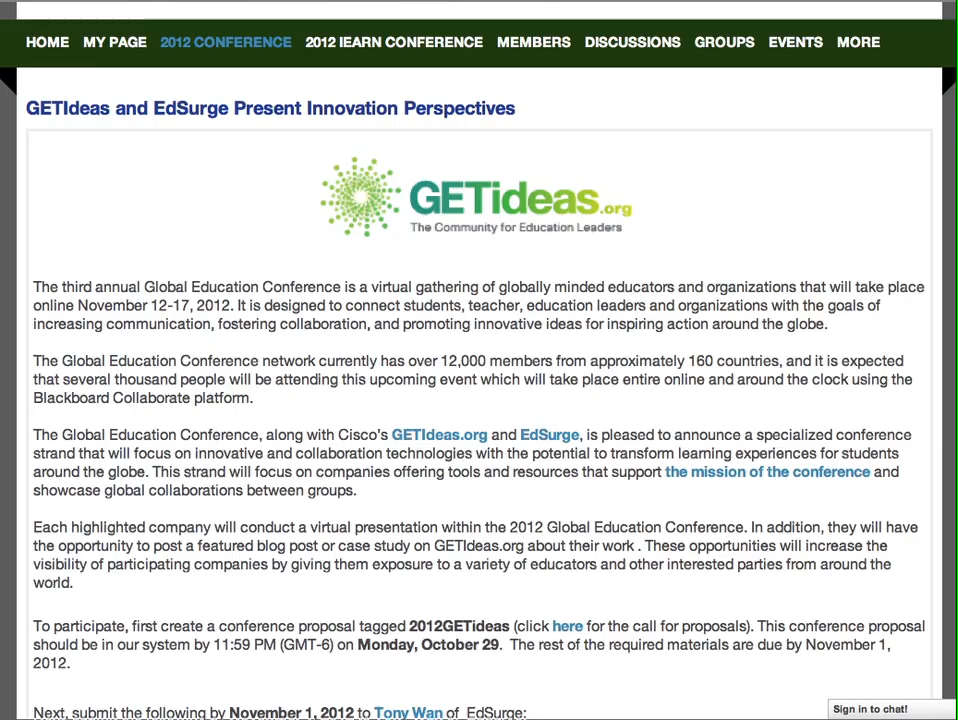 HOME MY PAGE 2012 CONFERENCE 2012 IEARN CONFERENCE MEMBERS DISCUSSIONS GROUPS EVENTS MORE
GETIdeas and EdSurge Present Innovation Perspectives
GETideas.org
The Community for Education Leaders
The third annual Global Education Conference is a virtual gathering of globally minded educators and organizations that will take place
online November 12-17, 2012. It is designed to connect students, teacher, education leaders and organizations with the goals of
increasing communication, fostering collaboration, and promoting innovative ideas for inspiring action around the globe.
The Global Education Conference network currently has over 12,000 members from approximately 160 countries, and it is expected
that several thousand people will be attending this upcoming event which will take place entire online and around the clock using the
Blackboard Collaborate platform.
The Global Education Conference, along with Cisco's GETIdeas.org and EdSurge, is pleased to announce a specialized conference
strand that will focus on innovative and collaboration technologies with the potential to transform learning experiences for students
around the globe. This strand will focus on companies offering tools and resources that support the mission of the conference and
showcase global collaborations between groups.
Each highlighted company will conduct a virtual presentation within the 2012 Global Education Conference. In addition, they will have
the opportunity to post a featured blog post or case study on GETIdeas.org about their work . These opportunities will increase the
visibility of participating companies by giving them exposure to a variety of educators and other interested parties from around the
world.
To participate, first create a conference proposal tagged 2012GETideas (click here for the call for proposals). This conference proposal
should be in our system by 11:59 PM (GMT-6) on Monday, October 29. The rest of the required materials are due by November 1,
2012.
Next, submit the following by November 1, 2012 to Tony Wan of EdSurge:
Sign in to chat!